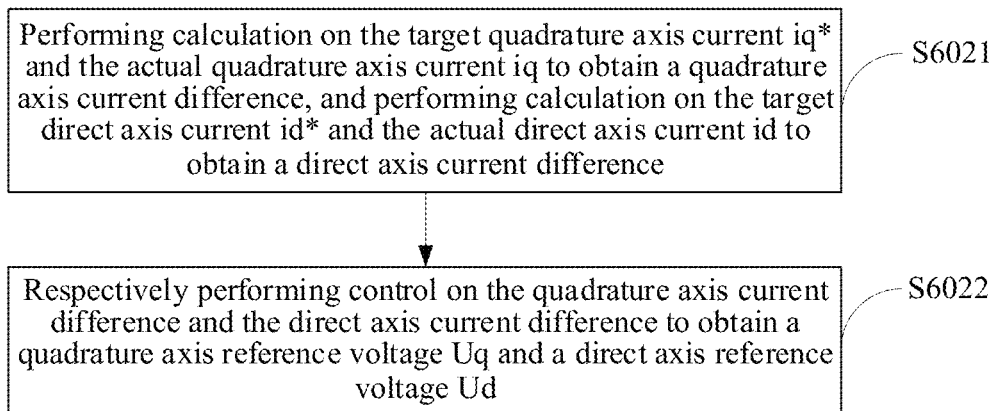 Performing calculation on the target quadrature axis current iq*
and the actual quadrature axis current iq to obtain a quadrature
axis current difference, and performing calculation on the target
direct axis current id* and the actual direct axis current id to
obtain a direct axis current difference
S6021
Respectively performing control on the quadrature axis current
difference and the direct axis current difference to obtain a
quadrature axis reference voltage Uq and a direct axis reference
voltage Ud
S6022